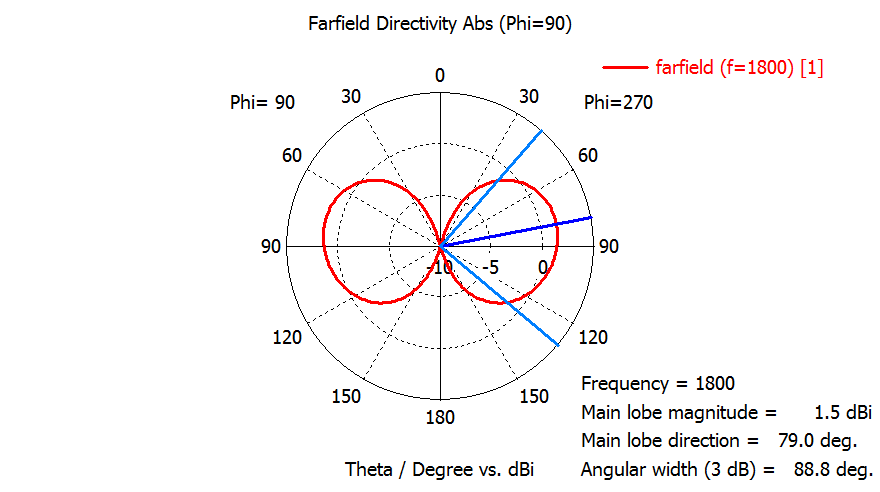 Farfield Directivity Abs (Phi=90)
farfield (f=1800) [1]
0
Phi= 90
30
30
Phi=270
60
60
90
90
-10
-5
0
120
120
150
150
180
Frequency = 1800
Main lobe magnitude = 1.5 dBi
Main lobe direction = 79.0 deg.
Theta / Degree vs. dBi
Angular width (3 dB) = 88.8 deg.